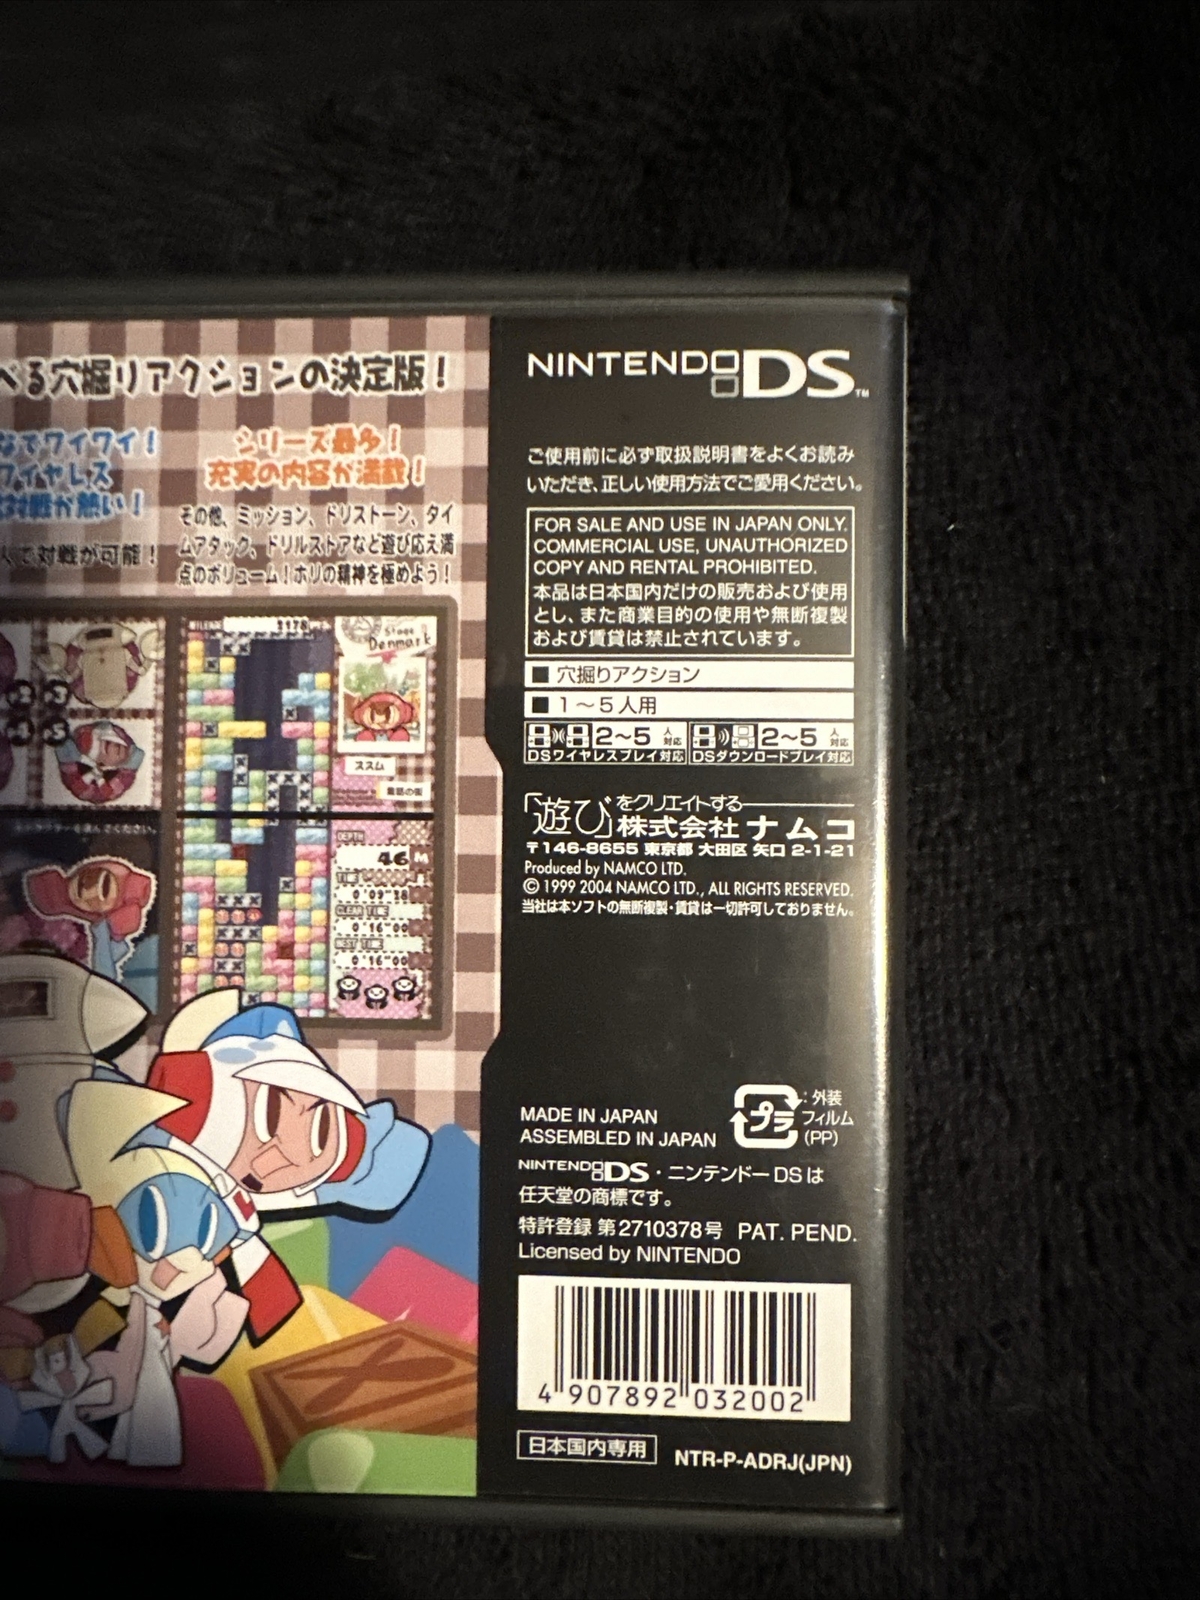 べる穴掘りアクションの決定版！
なでワイワイ！
ワイヤレス
対戦が熱い！
人で対戦が可能！
シリーズ最多！
充実の内容が満載！
その他、ミッション、ドリストーン、タイ
ムアタック、ドリルストアなど遊び応え満
点のボリューム！ホリの精神を極めよう！
Stage
Denmark
ススム
童話の街
DEPTH
46 M
TIME
0'09"38
CLEAR TIME
0'16"00
BEST TIME
0'16"00
NINTENDO DS™
ご使用前に必ず取扱説明書をよくお読み
いただき、正しい使用方法でご愛用ください。
FOR SALE AND USE IN JAPAN ONLY.
COMMERCIAL USE, UNAUTHORIZED
COPY AND RENTAL PROHIBITED.
本品は日本国内だけの販売および使用
とし、また商業目的の使用や無断複製
および賃貸は禁止されています。
■ 穴掘りアクション
■ 1〜5人用
2〜5人対応
DSワイヤレスプレイ対応
2〜5人対応
DSダウンロードプレイ対応
「遊び」をクリエイトする
株式会社ナムコ
〒146-8655 東京都 大田区 矢口 2-1-21
Produced by NAMCO LTD.
© 1999 2004 NAMCO LTD., ALL RIGHTS RESERVED.
当社は本ソフトの無断複製・賃貸は一切許可しておりません。
MADE IN JAPAN
ASSEMBLED IN JAPAN
プラ
：外装
フィルム
(PP)
NINTENDO DS・ニンテンドーDSは
任天堂の商標です。
特許登録 第2710378号 PAT. PEND.
Licensed by NINTENDO
4 907892 032002
日本国内専用
NTR-P-ADRJ(JPN)